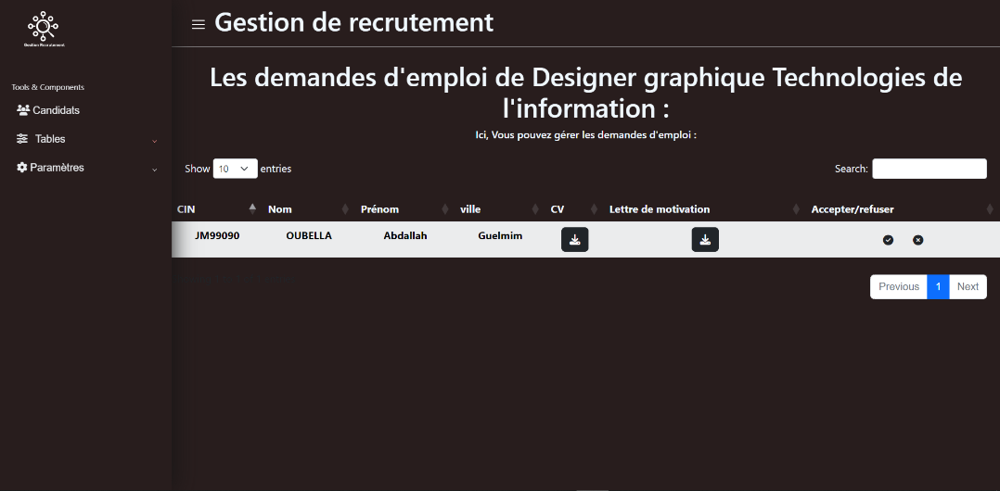 Gestion Recrutement
Gestion de recrutement
Tools & Components
Candidats
Tables
Paramètres
Les demandes d'emploi de Designer graphique Technologies de
l'information :
Ici, Vous pouvez gérer les demandes d'emploi :
Show 10 entries
Search:
CIN Nom Prénom ville CV Lettre de motivation Accepter/refuser
JM99090 OUBELLA Abdallah Guelmim
Previous 1 Next